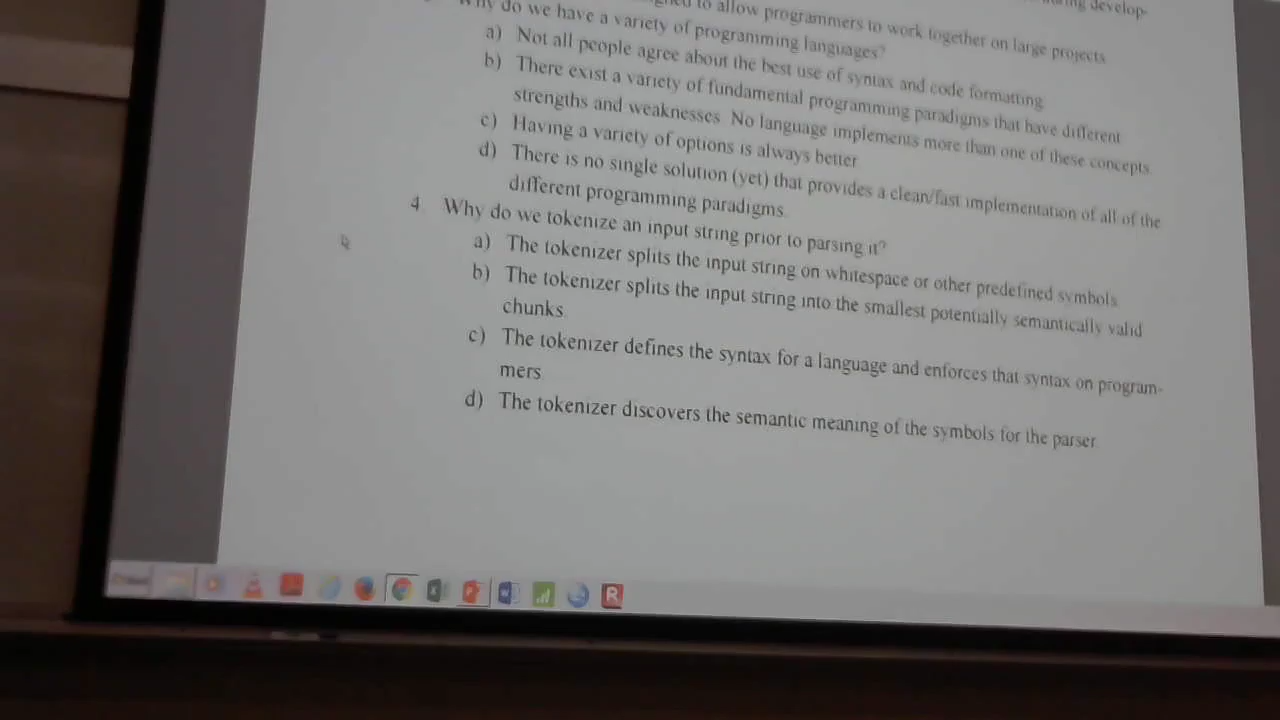 to allow programmers to work together on large projects
Why do we have a variety of programming languages?
a) Not all people agree about the best use of syntax and code formatting
b) There exist a variety of fundamental programming paradigms that have different
strengths and weaknesses No language implements more than one of these concepts
c) Having a variety of options is always better
d) There is no single solution (yet) that provides a clean/fast implementation of all of the
different programming paradigms.
4 Why do we tokenize an input string prior to parsing it?
a) The tokenizer splits the input string on whitespace or other predefined symbols
b) The tokenizer splits the input string into the smallest potentially semantically valid
chunks
c) The tokenizer defines the syntax for a language and enforces that syntax on program-
mers
d) The tokenizer discovers the semantic meaning of the symbols for the parser
R